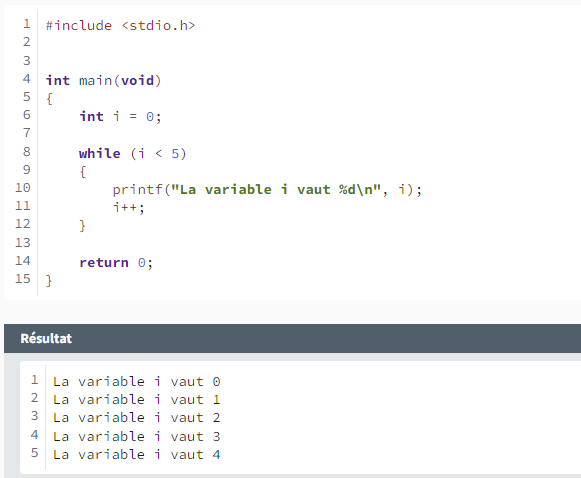 1 #include <stdio.h>
2
3
4 int main(void)
5 {
6     int i = 0;
7
8     while (i < 5)
9     {
10         printf("La variable i vaut %d\n", i);
11         i++;
12     }
13
14     return 0;
15 }
Résultat
1 La variable i vaut 0
2 La variable i vaut 1
3 La variable i vaut 2
4 La variable i vaut 3
5 La variable i vaut 4